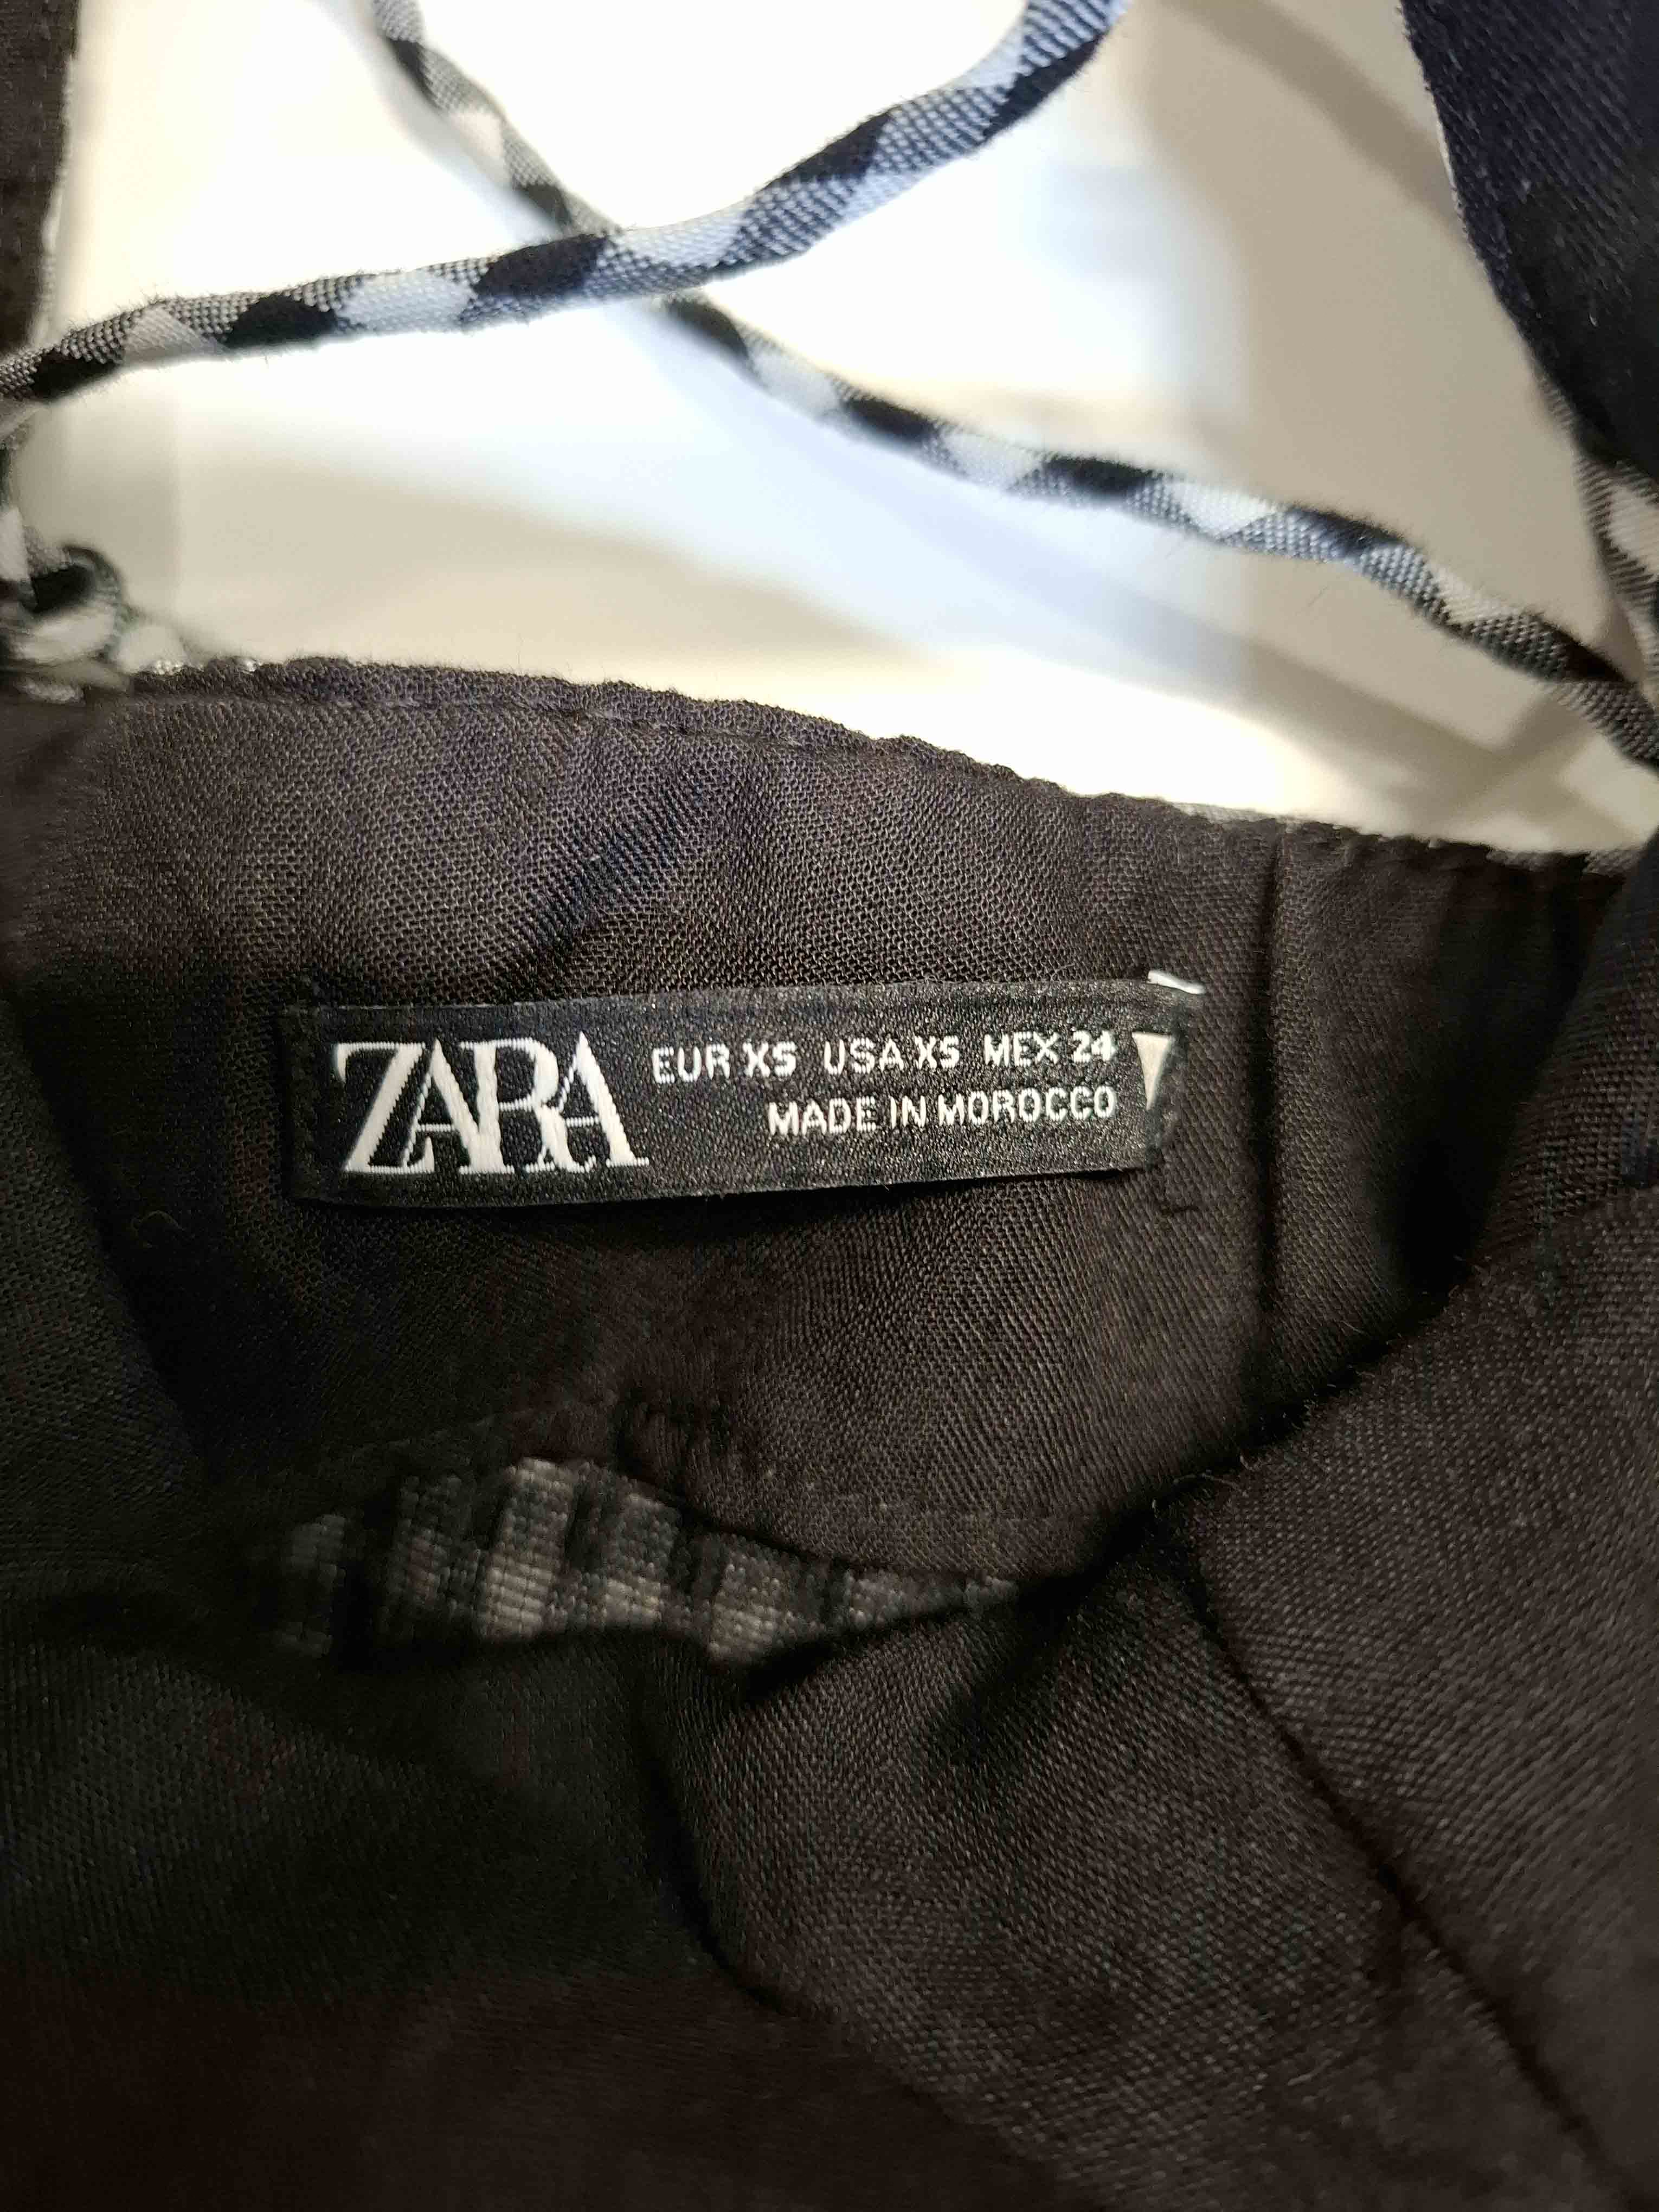 ZARA EUR XS USA XS MEX 24
MADE IN MOROCCO